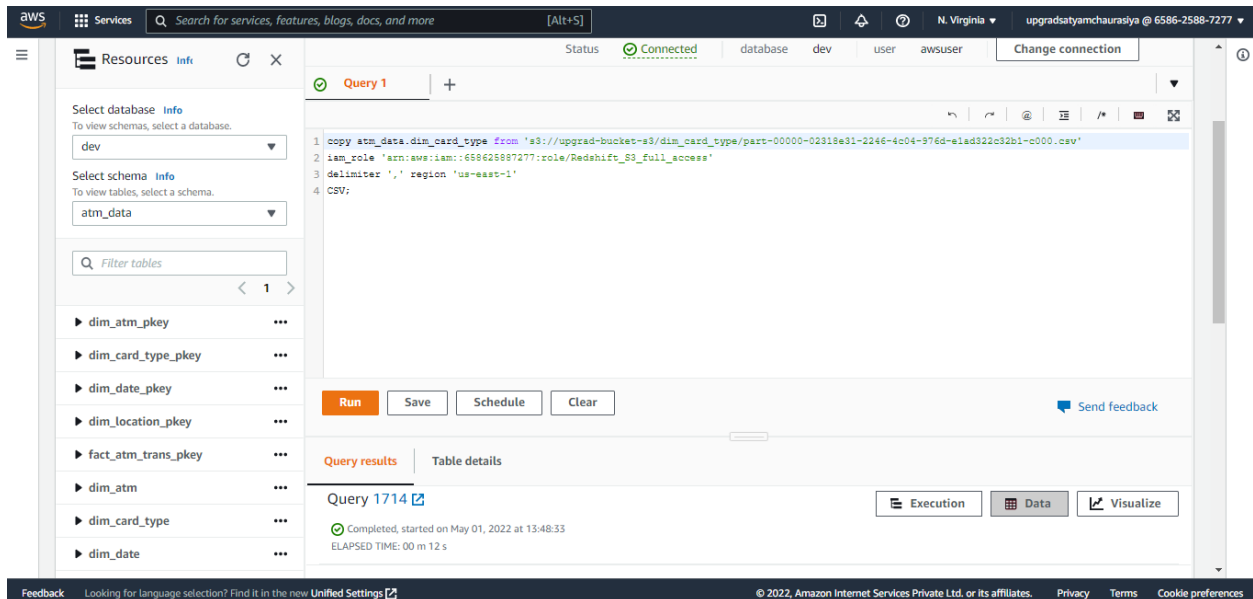 aws Services Search for services, features, blogs, docs, and more [Alt+S] N. Virginia ▼ upgradsatyamchaurasiya @ 6586-2588-7277 ▼
Resources Info
Status Connected database dev user awsuser Change connection
Query 1 +
Select database Info
To view schemas, select a database.
dev
Select schema Info
To view tables, select a schema.
atm_data
Filter tables
< 1 >
dim_atm_pkey
dim_card_type_pkey
dim_date_pkey
dim_location_pkey
fact_atm_trans_pkey
dim_atm
dim_card_type
dim_date
1 copy atm_data.dim_card_type from 's3://upgrad-bucket-s3/dim_card_type/part-00000-02318e31-2246-4c04-976d-e1ad322c32b1-c000.csv'
2 iam_role 'arn:aws:iam::658625887277:role/Redshift_S3_full_access'
3 delimiter ',' region 'us-east-1'
4 CSV;
Run Save Schedule Clear
Send feedback
Query results Table details
Query 1714
Execution Data Visualize
Completed, started on May 01, 2022 at 13:48:33
ELAPSED TIME: 00 m 12 s
Feedback Looking for language selection? Find it in the new Unified Settings © 2022, Amazon Internet Services Private Ltd. or its affiliates. Privacy Terms Cookie preferences